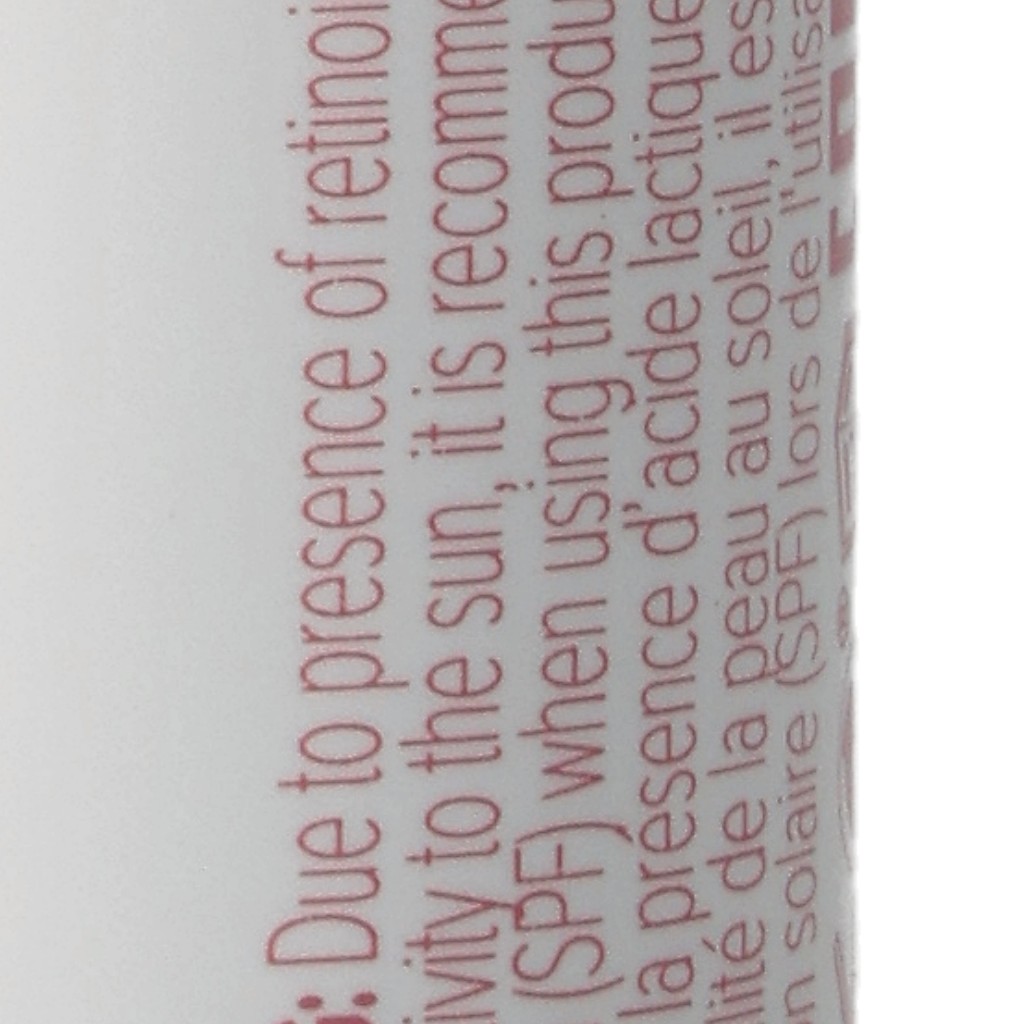 : Due to presence of retinoi
ivity to the sun, it is recomme
(SPF) when using this produ
la presence d'acide lactique
lité de la peau au soleil, il es
n solaire (SPF) lors de l'utilisa